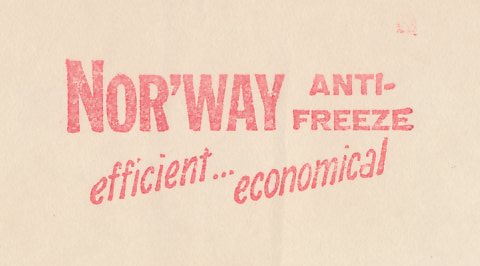 NOR'WAY ANTI-
FREEZE
efficient... economical